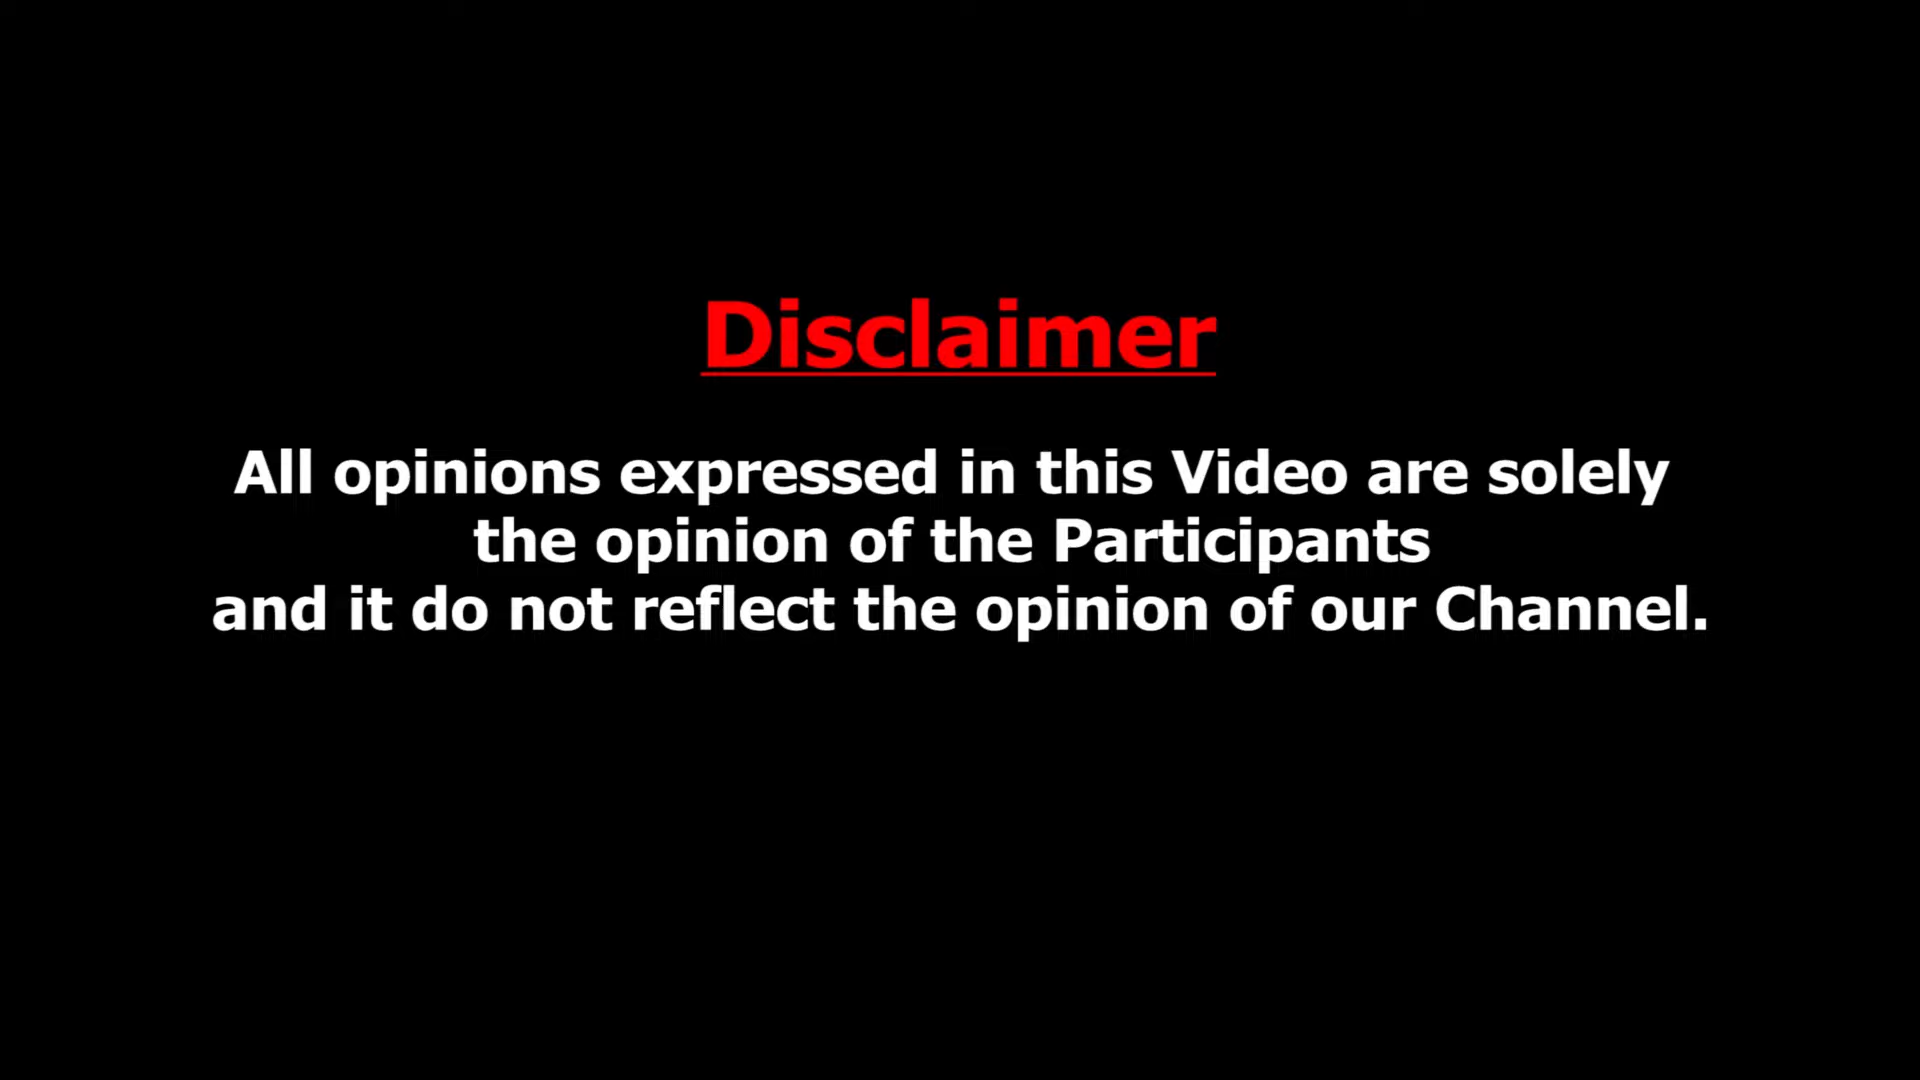 Disclaimer
All opinions expressed in this Video are solely
the opinion of the Participants
and it do not reflect the opinion of our Channel.